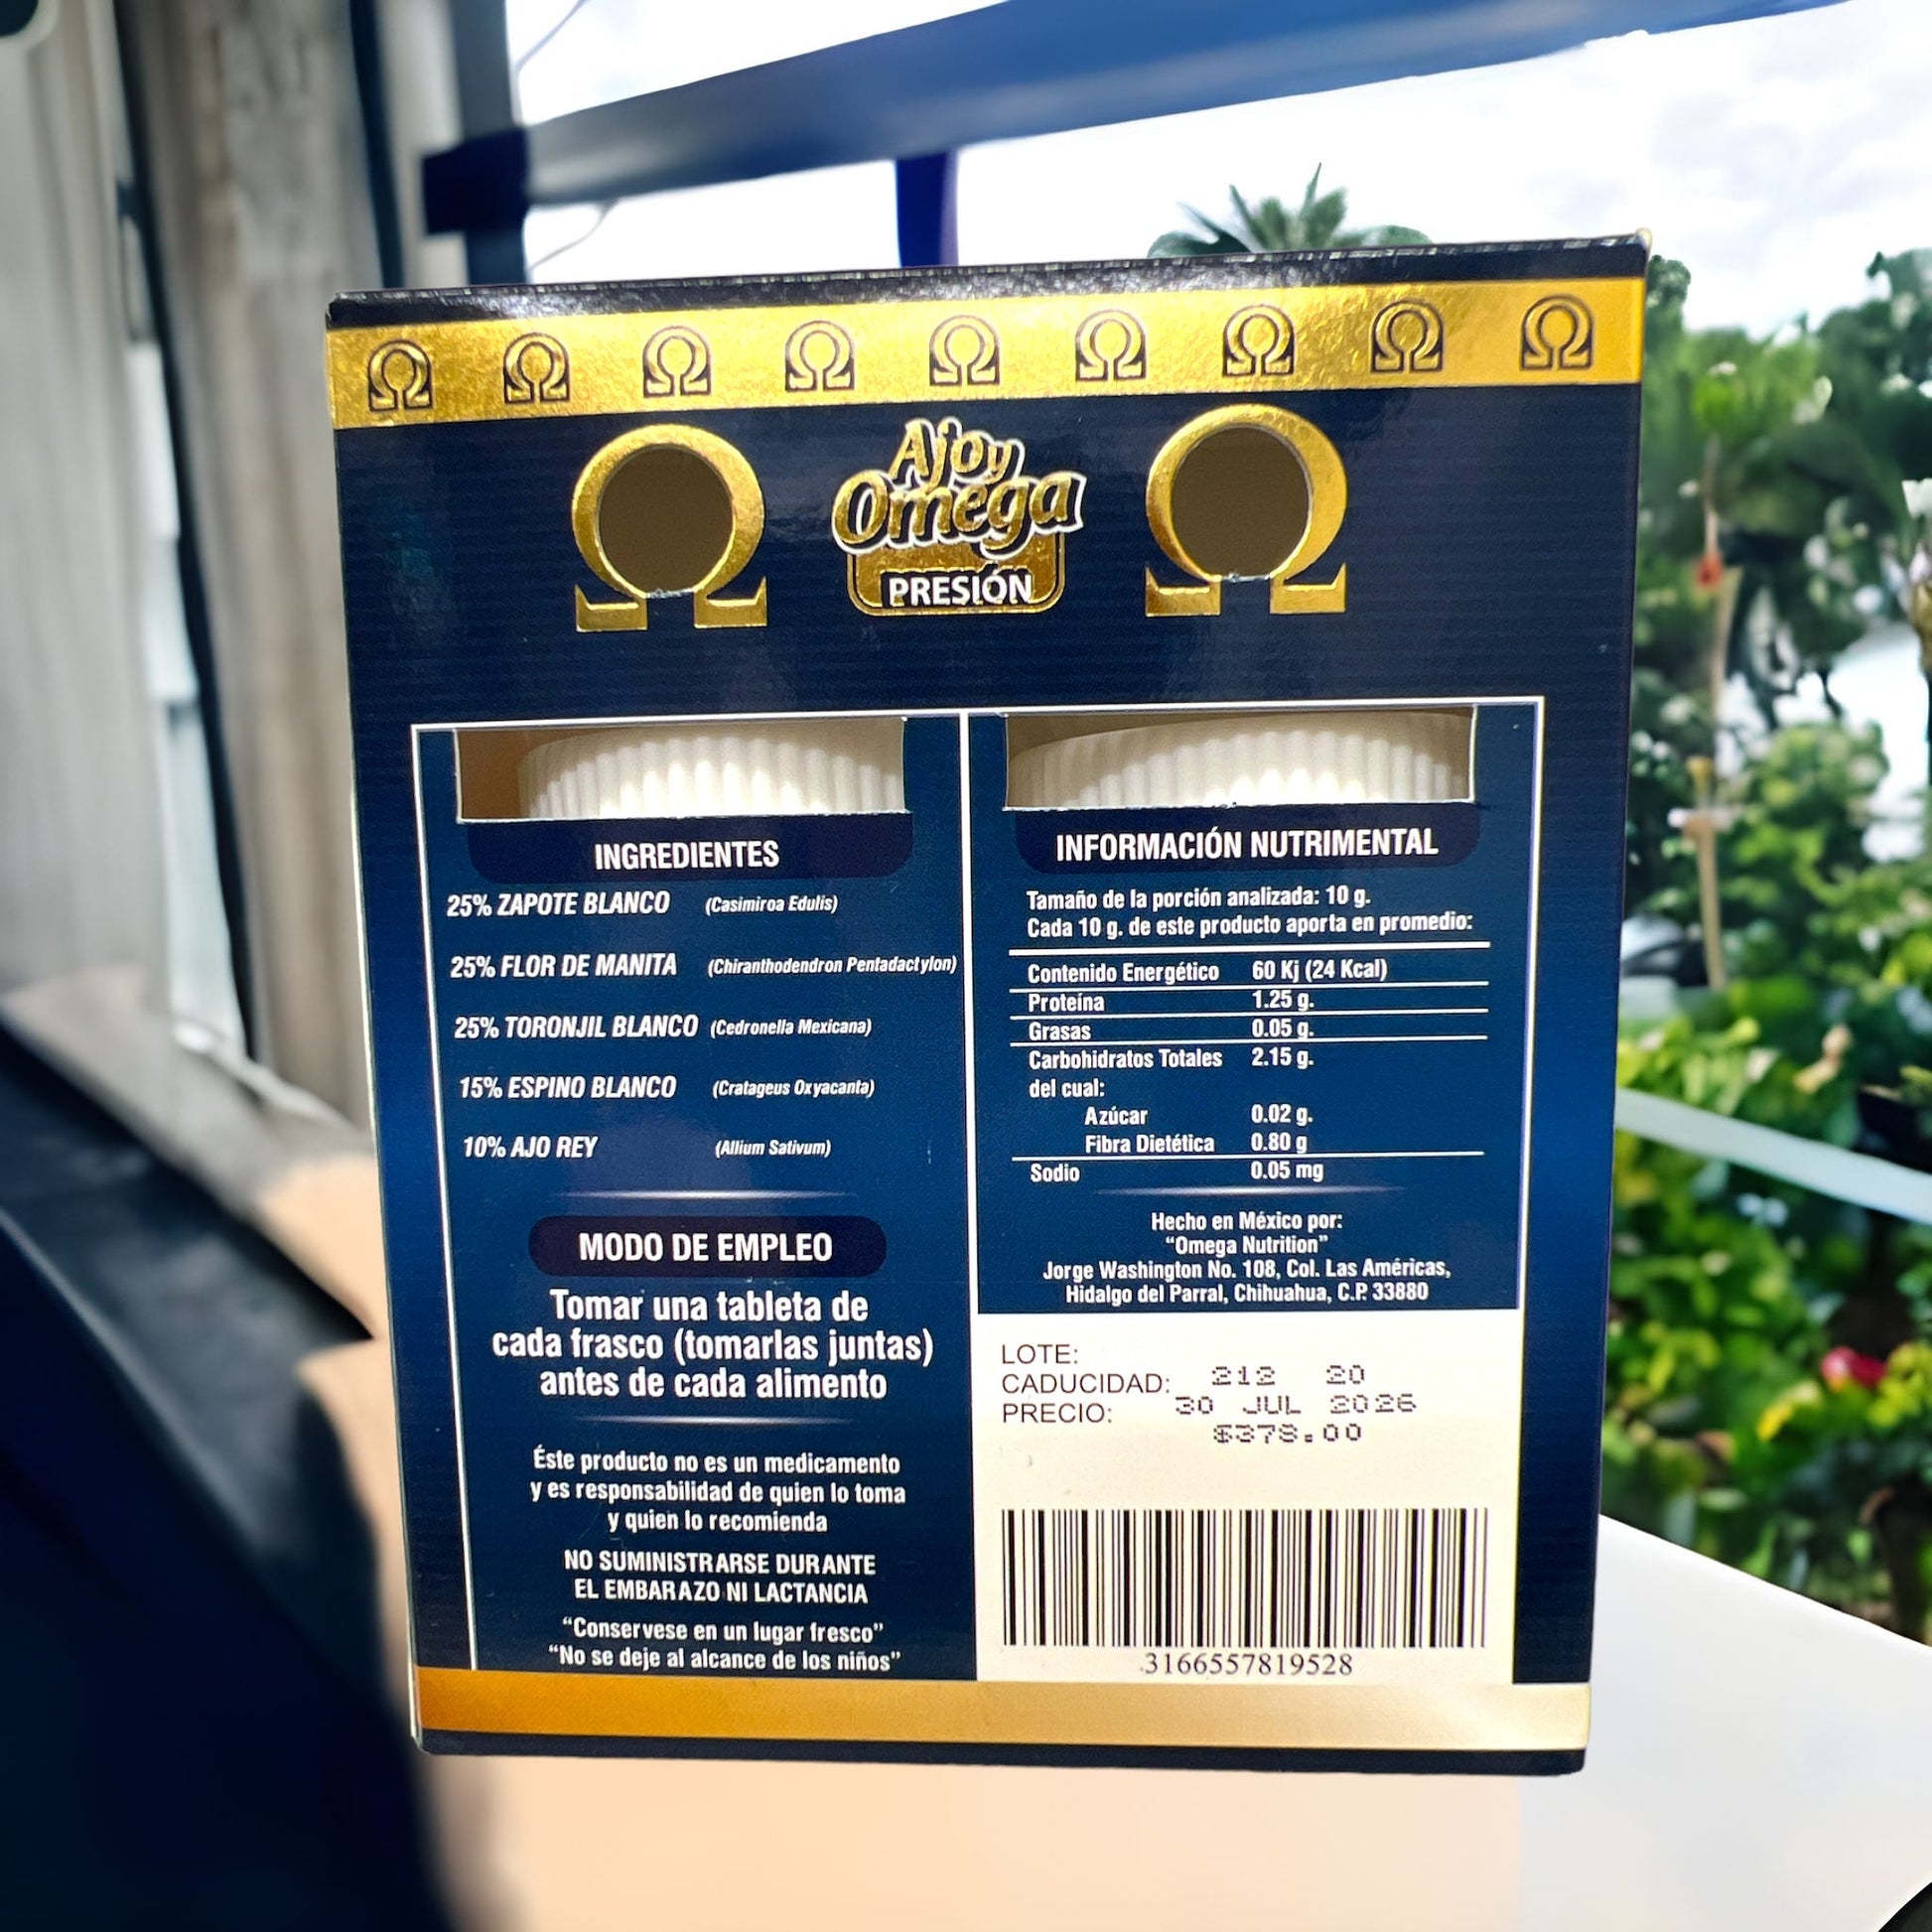 Ajo y
Omega
PRESIÓN
INGREDIENTES
25% ZAPOTE BLANCO (Casimiroa Edulis)
25% FLOR DE MANITA (Chiranthodendron Pentadactylon)
25% TORONJIL BLANCO (Cedronella Mexicana)
15% ESPINO BLANCO (Cratageus Oxyacanta)
10% AJO REY (Allium Sativum)
MODO DE EMPLEO
Tomar una tableta de
cada frasco (tomarlas juntas)
antes de cada alimento
Éste producto no es un medicamento
y es responsabilidad de quien lo toma
y quien lo recomienda
NO SUMINISTRARSE DURANTE
EL EMBARAZO NI LACTANCIA
“Conservese en un lugar fresco”
“No se deje al alcance de los niños”
INFORMACIÓN NUTRIMENTAL
Tamaño de la porción analizada: 10 g.
Cada 10 g. de este producto aporta en promedio:
Contenido Energético 60 Kj (24 Kcal)
Proteína 1.25 g.
Grasas 0.05 g.
Carbohidratos Totales 2.15 g.
del cual:
Azúcar 0.02 g.
Fibra Dietética 0.80 g
Sodio 0.05 mg
Hecho en México por:
“Omega Nutrition”
Jorge Washington No. 108, Col. Las Américas,
Hidalgo del Parral, Chihuahua, C.P. 33880
LOTE: 212 20
CADUCIDAD: 30 JUL 2026
PRECIO: $378.00
3166557819528